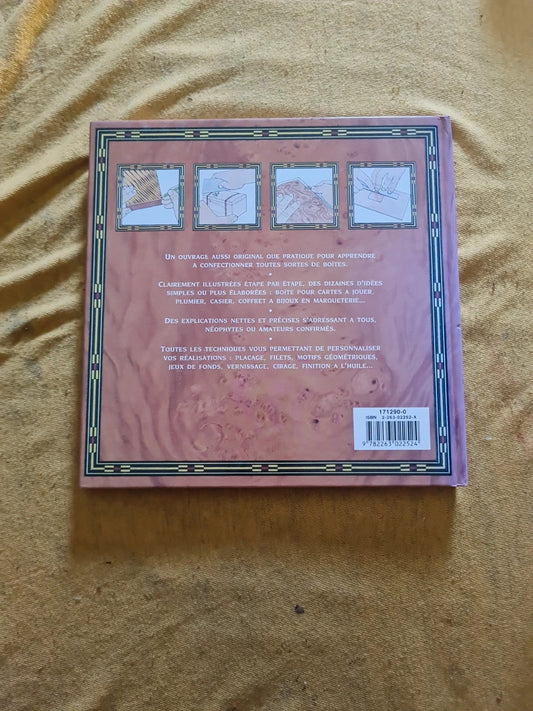 UN OUVRAGE AUSSI ORIGINAL QUE PRATIQUE POUR APPRENDRE
A CONFECTIONNER TOUTES SORTES DE BOÎTES.
CLAIREMENT ILLUSTRÉES ÉTAPE PAR ÉTAPE, DES DIZAINES D'IDÉES
SIMPLES OU PLUS ÉLABORÉES : BOÎTE POUR CARTES A JOUER,
PLUMIER, CASIER, COFFRET A BIJOUX EN MARQUETERIE...
DES EXPLICATIONS NETTES ET PRÉCISES S'ADRESSANT A TOUS,
NÉOPHYTES OU AMATEURS CONFIRMÉS.
TOUTES LES TECHNIQUES VOUS PERMETTANT DE PERSONNALISER
VOS RÉALISATIONS : PLACAGE, FILETS, MOTIFS GÉOMÉTRIQUES,
JEUX DE FONDS, VERNISSAGE, CIRAGE, FINITION A L'HUILE...
171290-0
ISBN 2-263-02252-X
9 782263 022524